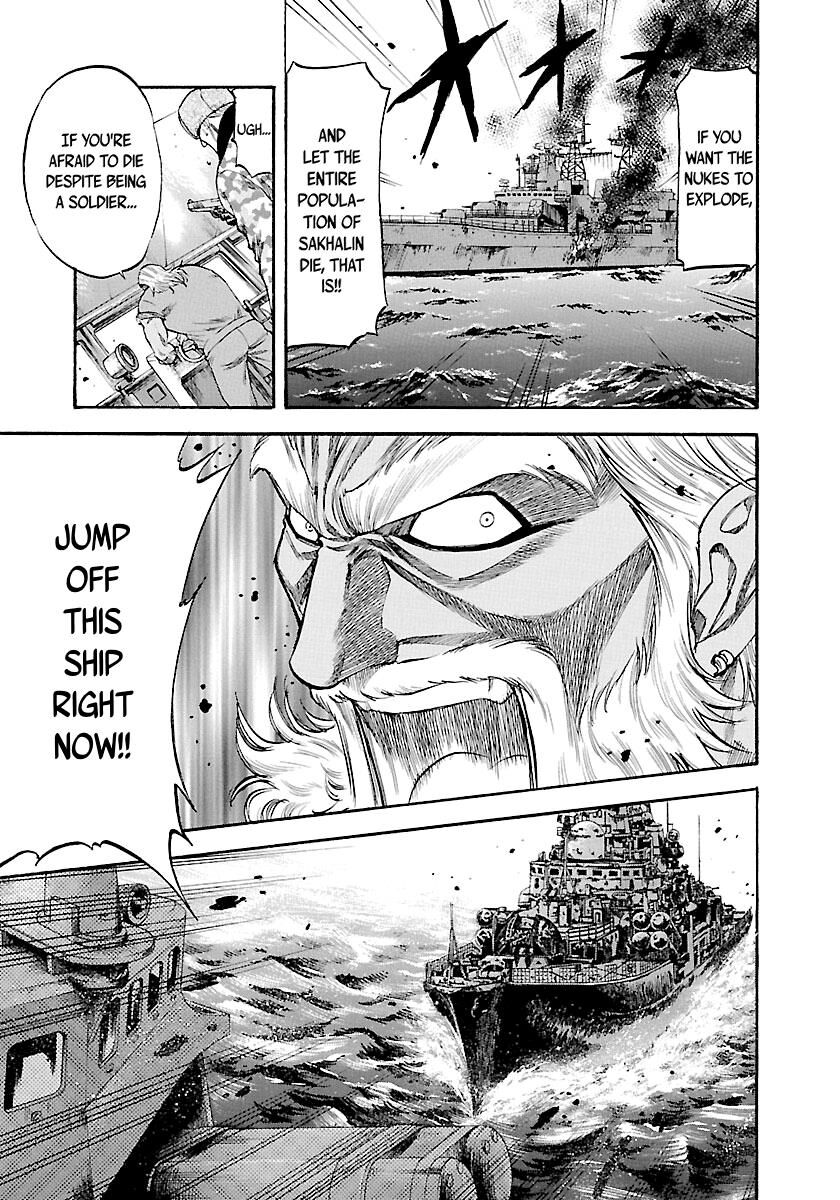 IF YOU
WANT THE
NUKES TO
EXPLODE,
AND
LET THE
ENTIRE
POPULA-
TION OF
SAKHALIN
DIE, THAT
IS!!
UGH...
IF YOU'RE
AFRAID TO DIE
DESPITE BEING
A SOLDIER...
JUMP
OFF
THIS
SHIP
RIGHT
NOW!!